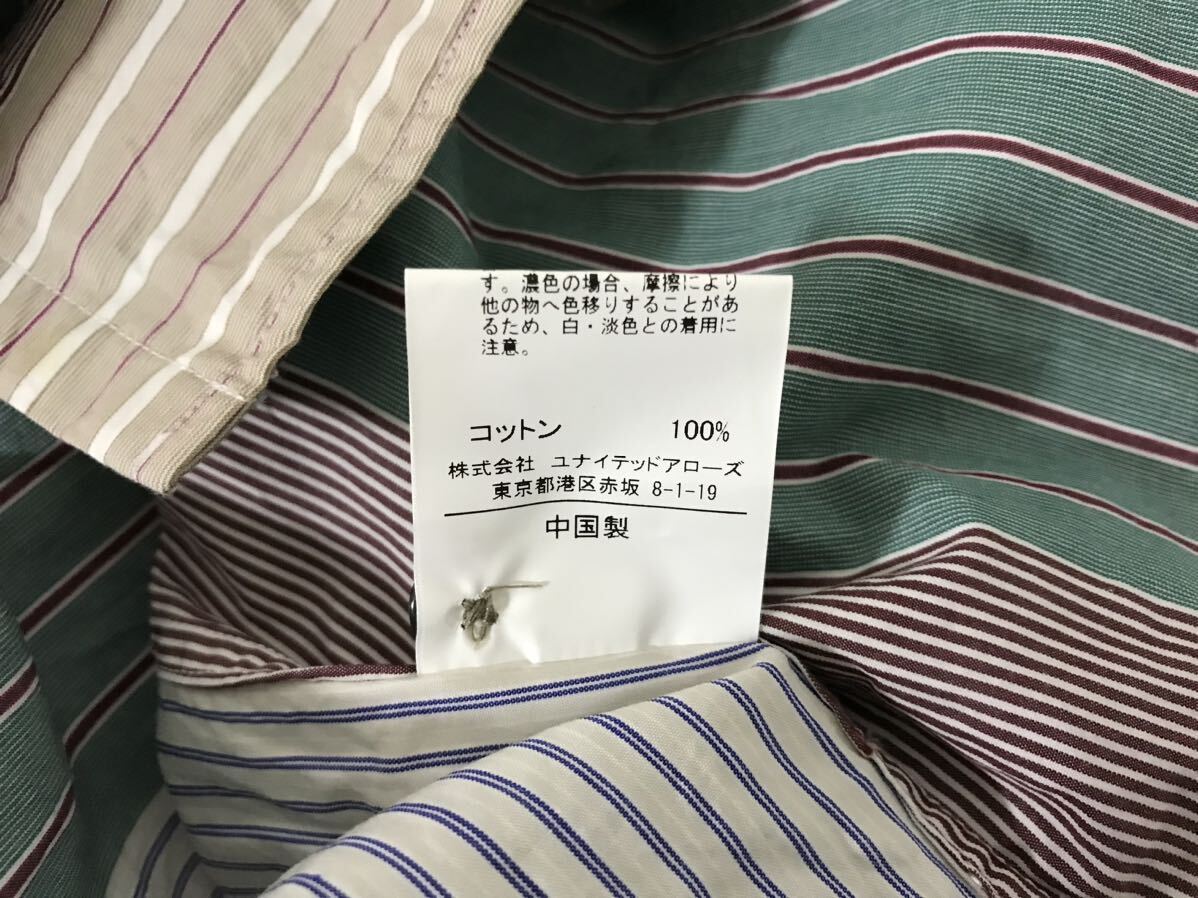 す。濃色の場合、摩擦により
他の物へ色移りすることがあ
るため、白・淡色との着用に
注意。
コットン 100%
株式会社 ユナイテッドアローズ
東京都港区赤坂 8-1-19
中国製